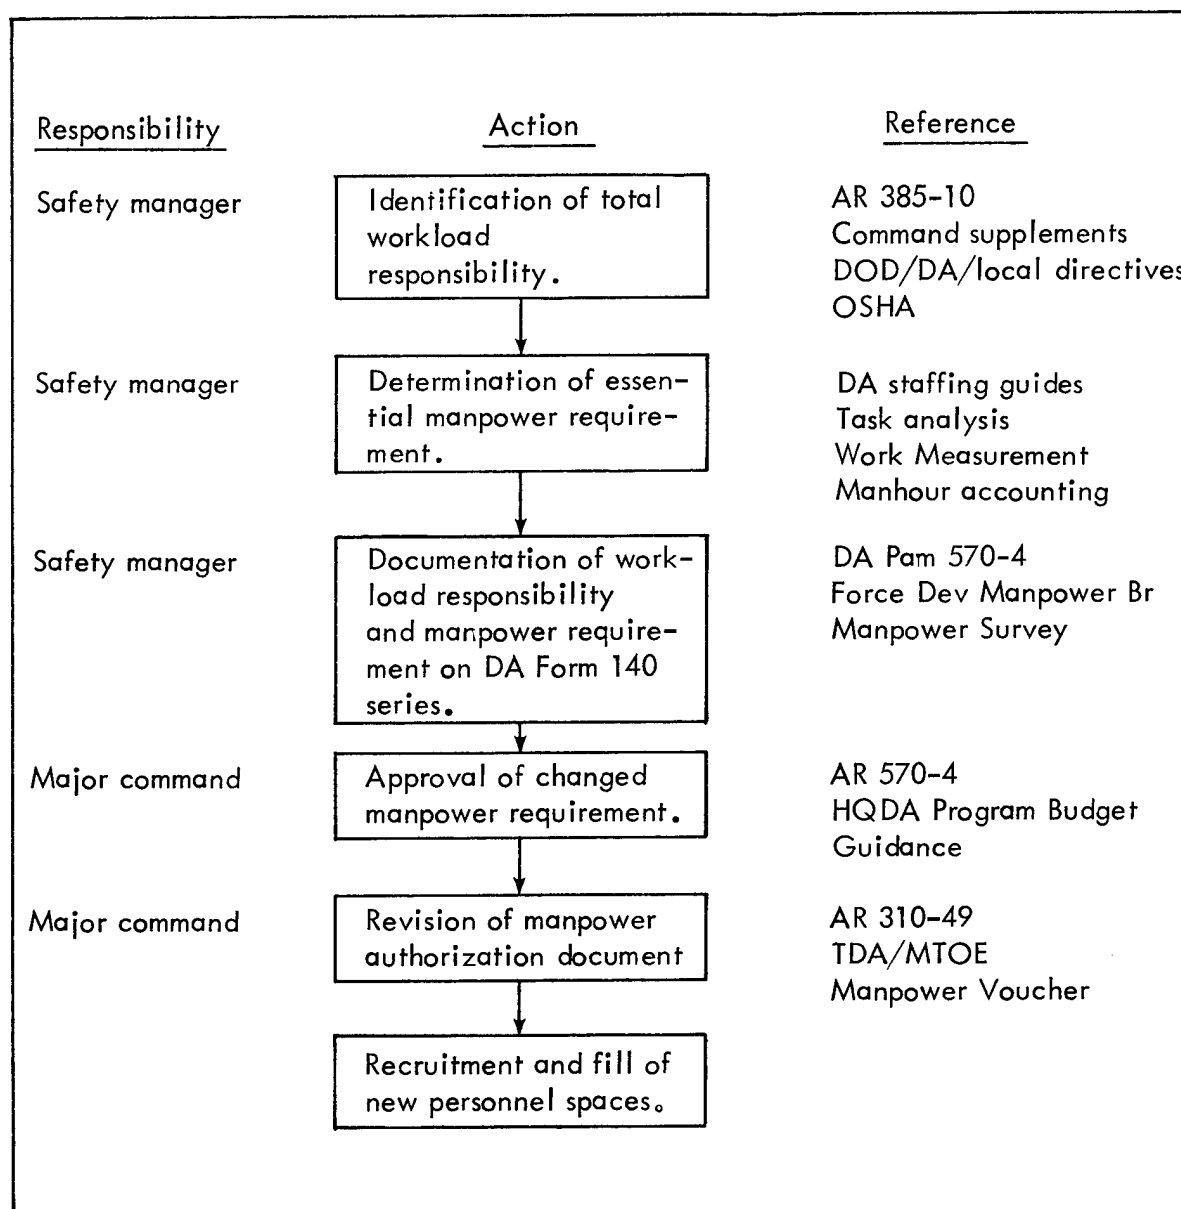 Responsibility
Action
Reference
Safety manager
Identification of total
workload
responsibility.
AR 385-10
Command supplements
DOD/DA/local directives
OSHA
Safety manager
Determination of essen-
tial manpower require-
ment.
DA staffing guides
Task analysis
Work Measurement
Manhour accounting
Safety manager
Documentation of work-
load responsibility
and manpower require-
ment on DA Form 140
series.
DA Pam 570-4
Force Dev Manpower Br
Manpower Survey
Major command
Approval of changed
manpower requirement.
AR 570-4
HQDA Program Budget
Guidance
Major command
Revision of manpower
authorization document
AR 310-49
TDA/MTOE
Manpower Voucher
Recruitment and fill of
new personnel spaces.